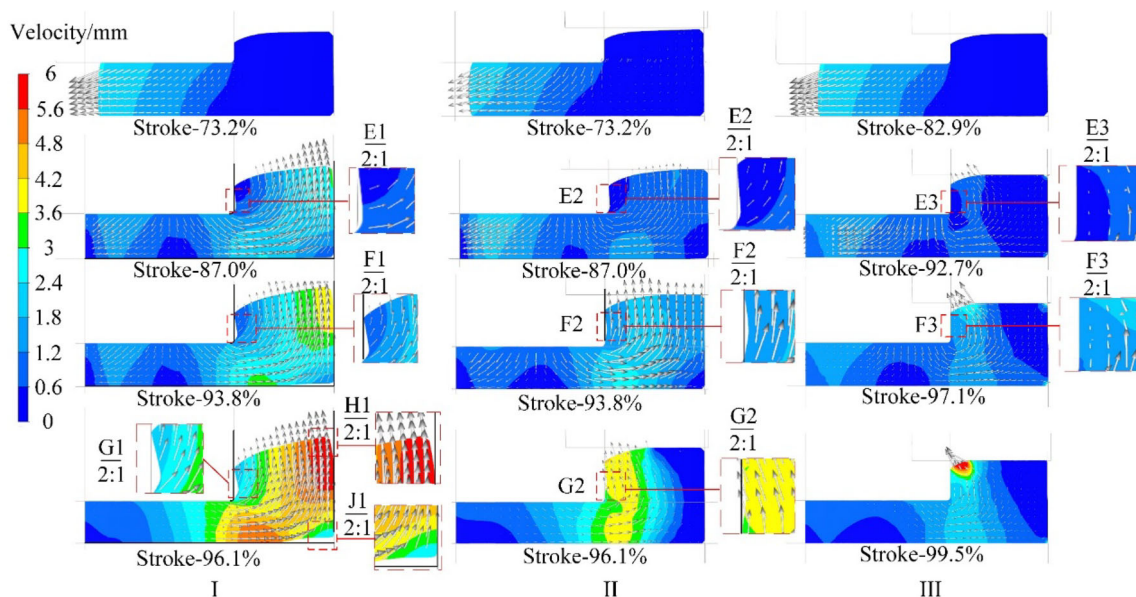 Velocity/mm
6
5.6
4.8
4.2
3.6
3
2.4
1.8
1.2
0.6
0
Stroke-73.2%
Stroke-73.2%
Stroke-82.9%
E1
2:1
E2
E2
2:1
E3
E3
2:1
Stroke-87.0%
Stroke-87.0%
Stroke-92.7%
F1
2:1
F2
F2
2:1
F3
F3
2:1
Stroke-93.8%
Stroke-93.8%
Stroke-97.1%
G1
2:1
H1
2:1
J1
2:1
G2
G2
2:1
Stroke-96.1%
Stroke-96.1%
Stroke-99.5%
I
II
III